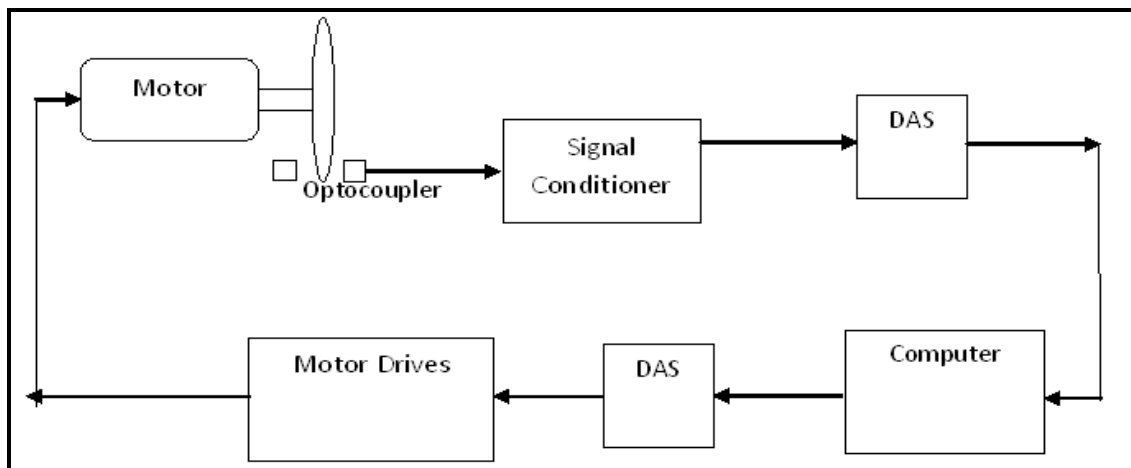 Motor
DAS
Signal
Conditioner
Optocoupler
Computer
Motor Drives
DAS